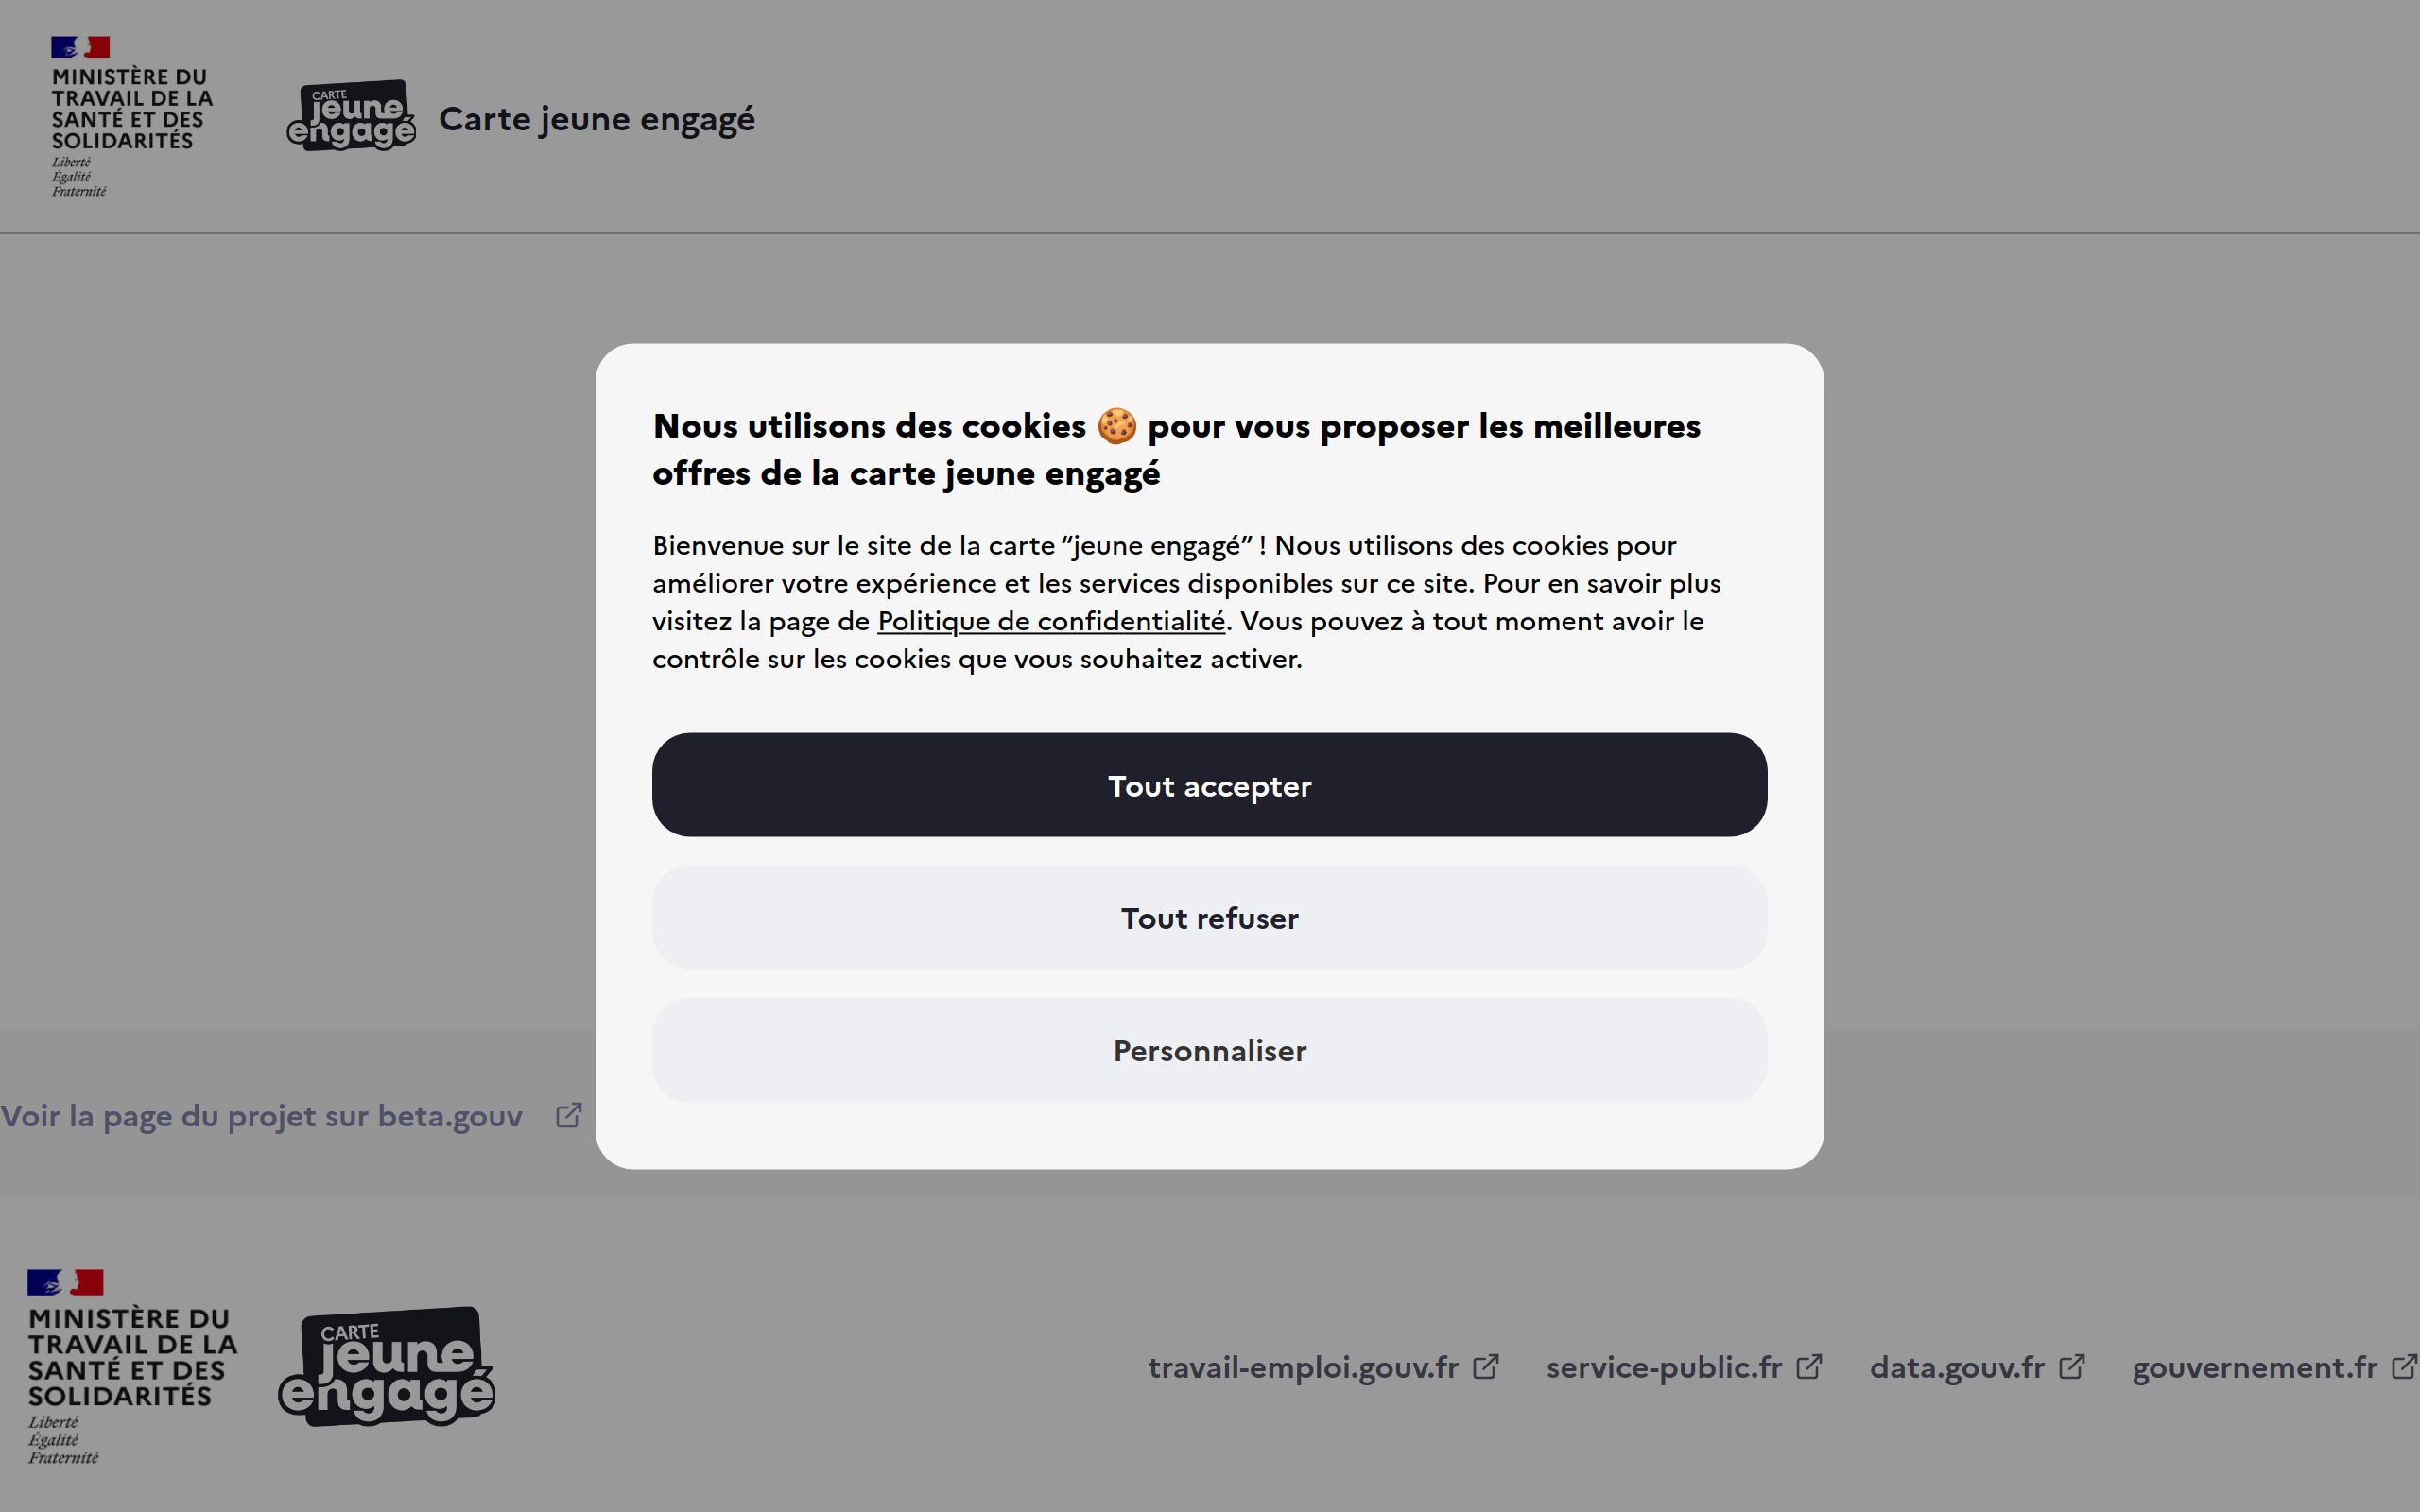 MINISTÈRE DU
TRAVAIL DE LA
SANTÉ ET DES
SOLIDARITÉS
Liberté
Égalité
Fraternité
CARTE
jeune
engagé
Carte jeune engagé
Nous utilisons des cookies 🍪 pour vous proposer les meilleures
offres de la carte jeune engagé
Bienvenue sur le site de la carte “jeune engagé” ! Nous utilisons des cookies pour
améliorer votre expérience et les services disponibles sur ce site. Pour en savoir plus
visitez la page de Politique de confidentialité. Vous pouvez à tout moment avoir le
contrôle sur les cookies que vous souhaitez activer.
Tout accepter
Tout refuser
Personnaliser
Voir la page du projet sur beta.gouv
MINISTÈRE DU
TRAVAIL DE LA
SANTÉ ET DES
SOLIDARITÉS
Liberté
Égalité
Fraternité
CARTE
jeune
engagé
travail-emploi.gouv.fr service-public.fr data.gouv.fr gouvernement.fr